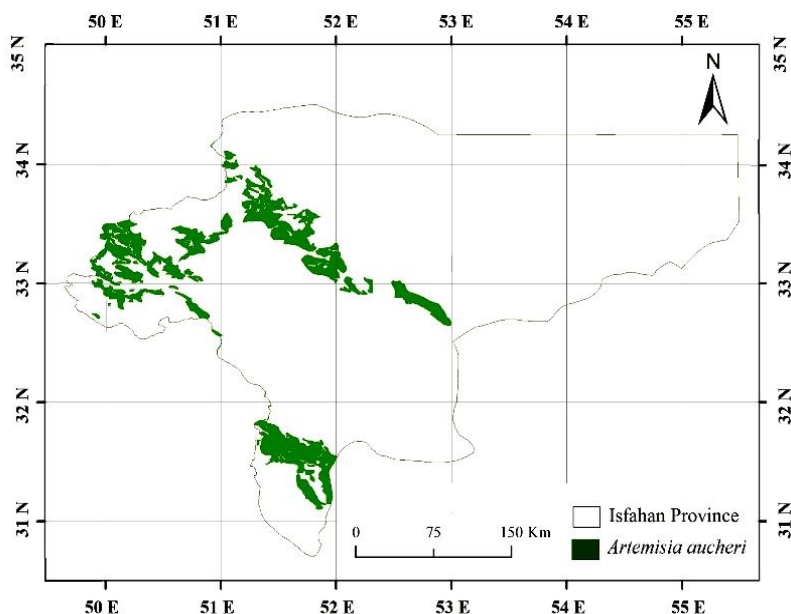 50 E 51 E 52 E 53 E 54 E 55 E
35 N 35 N
N
34 N 34 N
33 N 33 N
32 N 32 N
31 N 31 N
Isfahan Province
0 75 150 Km
Artemisia aucheri
50 E 51 E 52 E 53 E 54 E 55 E